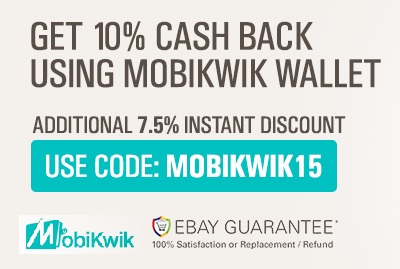 GET 10% CASH BACK
USING MOBIKWIK WALLET
ADDITIONAL 7.5% INSTANT DISCOUNT
USE CODE: MOBIKWIK15
MobiKwik
EBAY GUARANTEE*
100% Satisfaction or Replacement / Refund